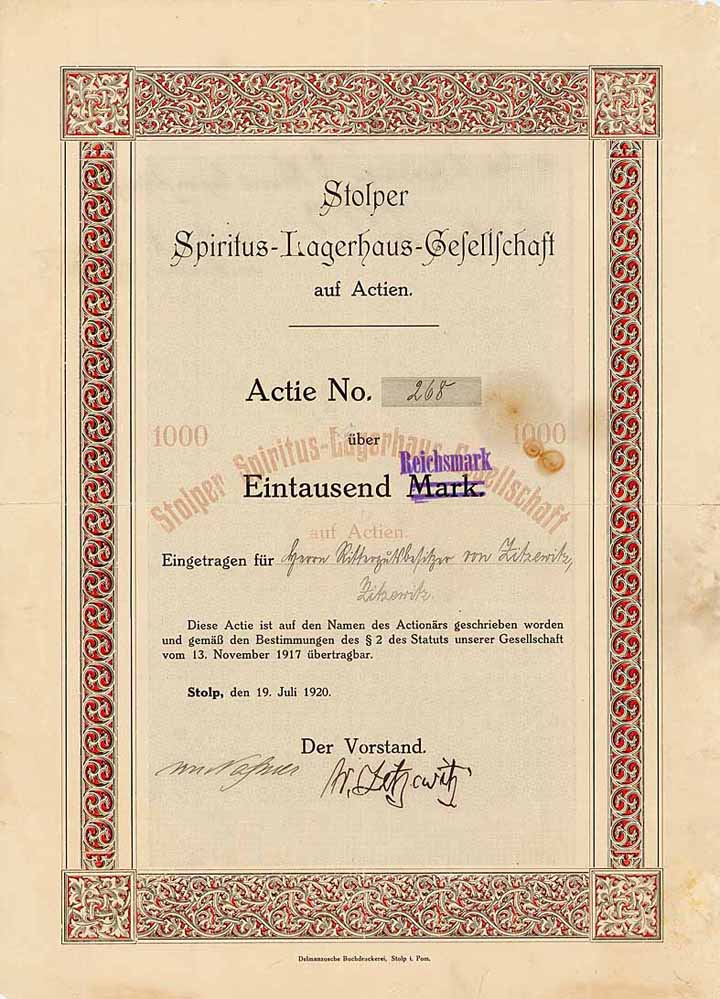 Stolper
Spiritus-Lagerhaus-Gesellschaft
auf Actien.
Actie No. 268
1000 über 1000
Stolper Spiritus-Lagerhaus-Gesellschaft
Reichsmark
Eintausend Mark.
auf Actien.
Eingetragen für Herrn Rittergutsbesitzer von Zitzewitz,
Zitzewitz.
Diese Actie ist auf den Namen des Actionärs geschrieben worden
und gemäß den Bestimmungen des § 2 des Statuts unserer Gesellschaft
vom 13. November 1917 übertragbar.
Stolp, den 19. Juli 1920.
Der Vorstand.
Delmanzosche Buchdruckerei, Stolp i. Pom.